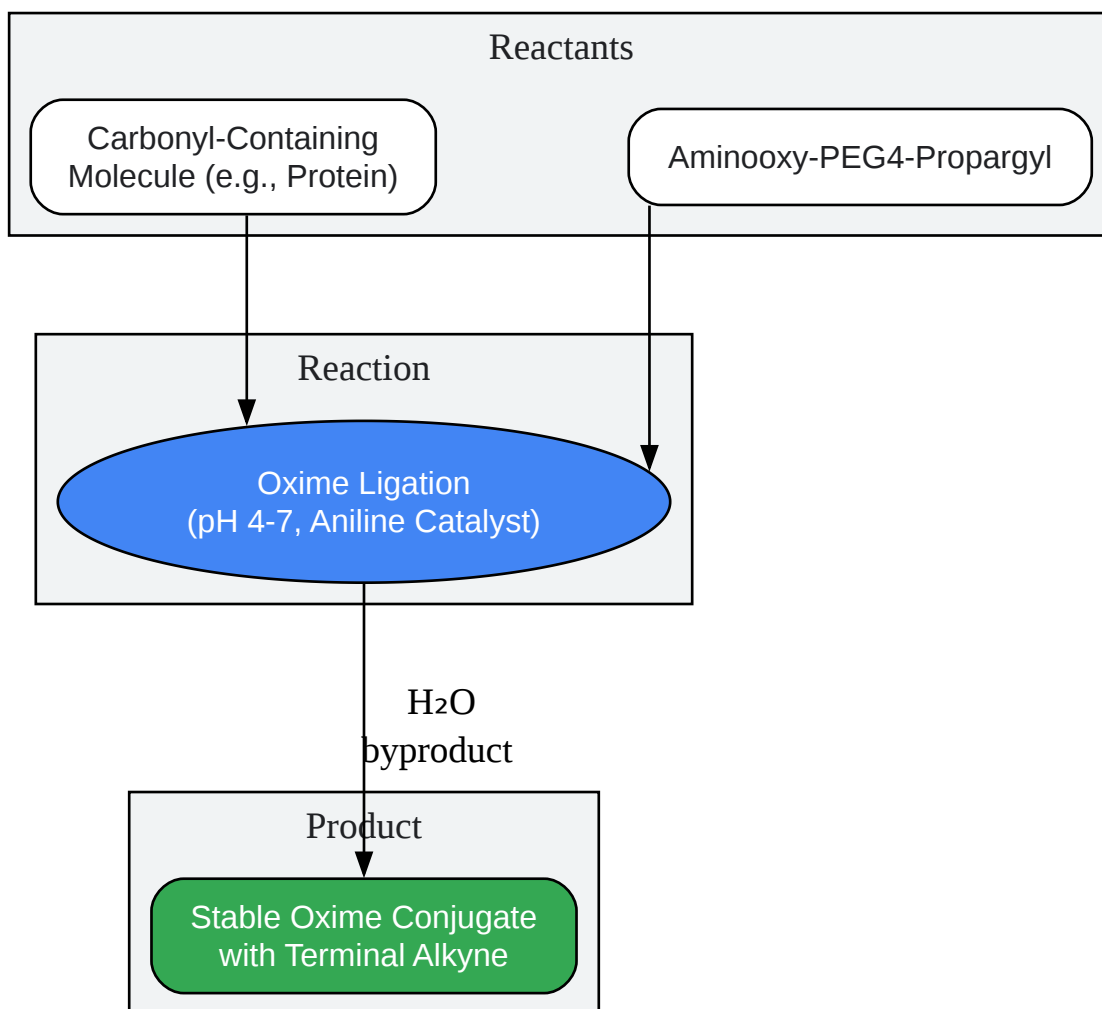 Reactants
Carbonyl-Containing
Molecule (e.g., Protein)
Aminooxy-PEG4-Propargyl
Reaction
Oxime Ligation
(pH 4-7, Aniline Catalyst)
H₂O
byproduct
Product
Stable Oxime Conjugate
with Terminal Alkyne